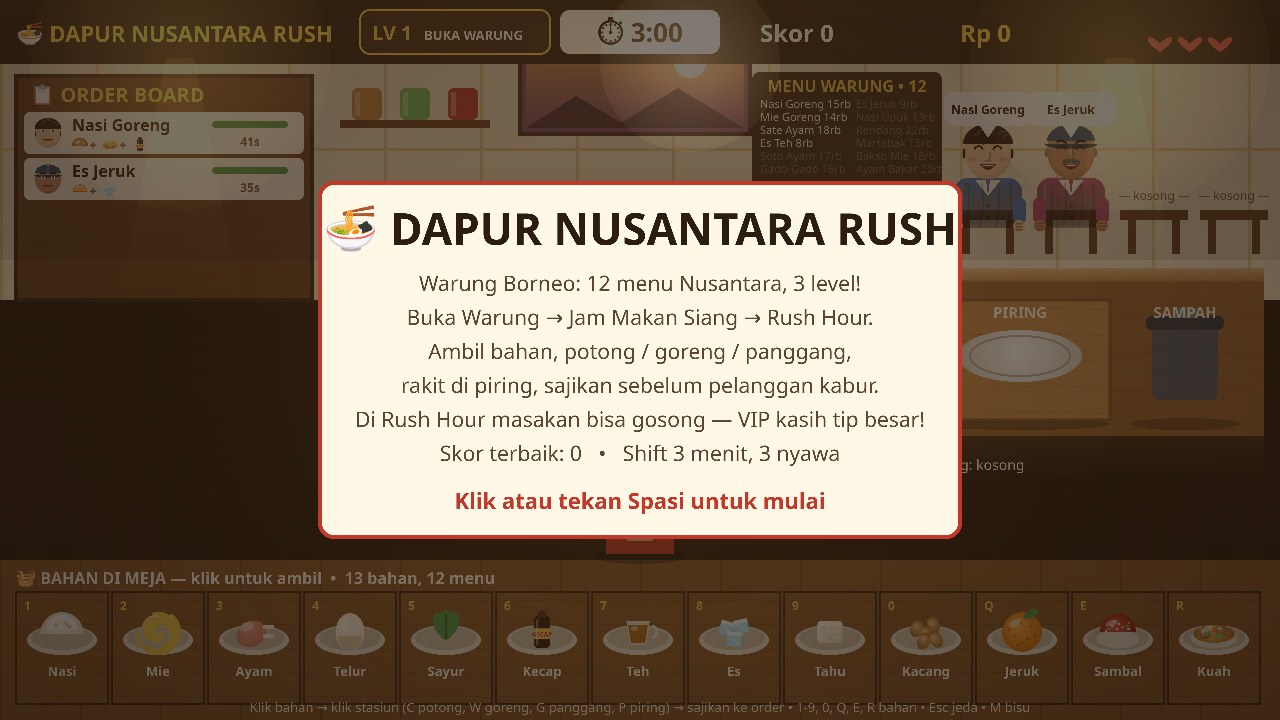 DAPUR NUSANTARA RUSH
LV 1 BUKA WARUNG
3:00
Skor 0
Rp 0
ORDER BOARD
Nasi Goreng
41s
Es Jeruk
35s
MENU WARUNG • 12
Nasi Goreng 15rb Es Jeruk 9rb
Mie Goreng 14rb Nasi Uduk 13rb
Sate Ayam 18rb Rendang 22rb
Es Teh 8rb Martabak 15rb
Soto Ayam 17rb Bakso Mie 18rb
Gado-Gado 16rb Ayam Bakar 20rb
Nasi Goreng
Es Jeruk
— kosong —
— kosong —
DAPUR NUSANTARA RUSH
Warung Borneo: 12 menu Nusantara, 3 level!
Buka Warung → Jam Makan Siang → Rush Hour.
Ambil bahan, potong / goreng / panggang,
rakit di piring, sajikan sebelum pelanggan kabur.
Di Rush Hour masakan bisa gosong — VIP kasih tip besar!
Skor terbaik: 0 • Shift 3 menit, 3 nyawa
Klik atau tekan Spasi untuk mulai
PIRING
SAMPAH
g: kosong
BAHAN DI MEJA — klik untuk ambil • 13 bahan, 12 menu
1 2 3 4 5 6 7 8 9 0 Q E R
KECAP
Nasi Mie Ayam Telur Sayur Kecap Teh Es Tahu Kacang Jeruk Sambal Kuah
Klik bahan → klik stasiun (C potong, W goreng, G panggang, P piring) → sajikan ke order • 1-9, 0, Q, E, R bahan • Esc jeda • M bisu